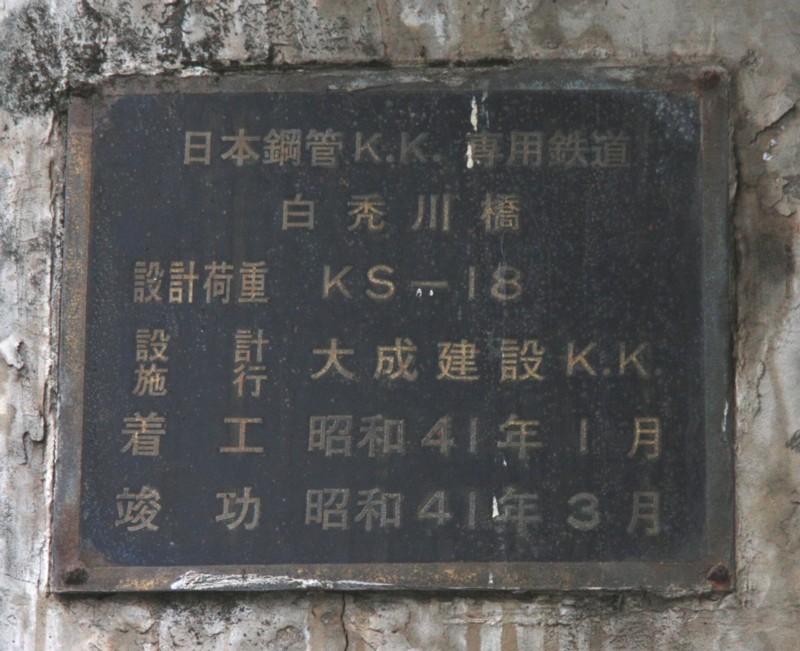 日本鋼管K.K. 専用鉄道
白禿川橋
設計荷重 KS-18
設計
施行 大成建設K.K.
着工 昭和41年1月
竣功 昭和41年3月